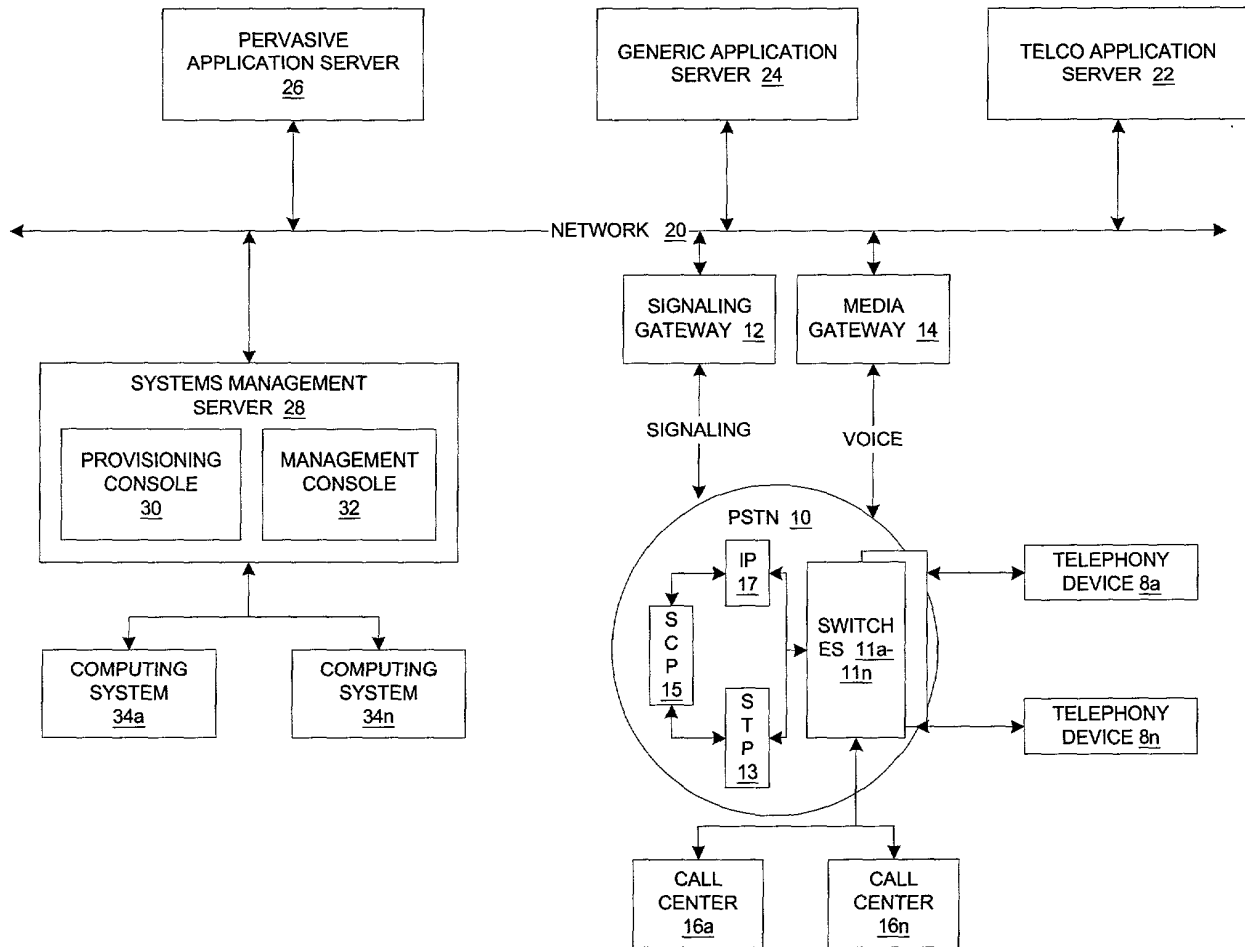 PERVASIVE
APPLICATION SERVER
26
GENERIC APPLICATION
SERVER 24
TELCO APPLICATION
SERVER 22
NETWORK 20
SIGNALING
GATEWAY 12
MEDIA
GATEWAY 14
SYSTEMS MANAGEMENT
SERVER 28
PROVISIONING
CONSOLE
30
MANAGEMENT
CONSOLE
32
SIGNALING
VOICE
PSTN 10
IP
17
S
C
P
15
S
T
P
13
SWITCH
ES 11a-
11n
TELEPHONY
DEVICE 8a
TELEPHONY
DEVICE 8n
COMPUTING
SYSTEM
34a
COMPUTING
SYSTEM
34n
CALL
CENTER
16a
CALL
CENTER
16n